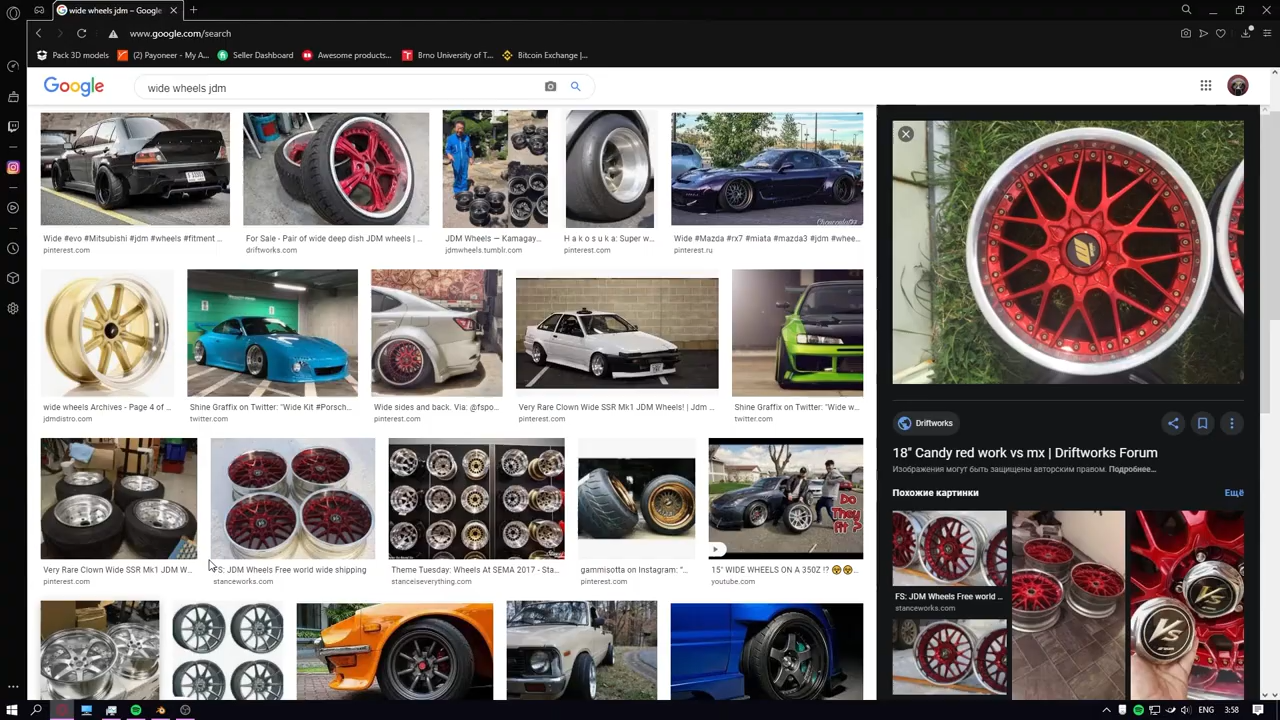 wide wheels jdm – Google
www.google.com/search
3:58
Pack 3D models
(2) Payoneer - My A...
Seller Dashboard
Awesome products...
Brno University of T...
Bitcoin Exchange |...
Google
wide wheels jdm
Wide #evo #Mitsubishi #jdm #wheels #fitment ...
pinterest.com
For Sale - Pair of wide deep dish JDM wheels | ...
driftworks.com
JDM Wheels — Kamagay...
jdmwheels.tumblr.com
H a k o s u k a: Super w...
pinterest.com
Wide #Mazda #rx7 #miata #mazda3 #jdm #whee...
pinterest.ru
wide wheels Archives - Page 4 of ...
jdmdistro.com
Shine Graffix on Twitter: "Wide Kit #Porsch...
twitter.com
Wide sides and back. Via: @fspo...
pinterest.com
Very Rare Clown Wide SSR Mk1 JDM Wheels! | Jdm ...
pinterest.com
Shine Graffix on Twitter: "Wide w...
twitter.com
Do They fit?
Very Rare Clown Wide SSR Mk1 JDM W...
pinterest.com
FS: JDM Wheels Free world wide shipping
stanceworks.com
Theme Tuesday: Wheels At SEMA 2017 - Sta...
stanceiseverything.com
gammisotta on Instagram: "...
pinterest.com
15" WIDE WHEELS ON A 350Z !? ...
youtube.com
Driftworks
18" Candy red work vs mx | Driftworks Forum
Изображения могут быть защищены авторским правом. Подробнее...
Похожие картинки
Ещё
FS: JDM Wheels Free world ...
stanceworks.com
VS
ENG
3:58